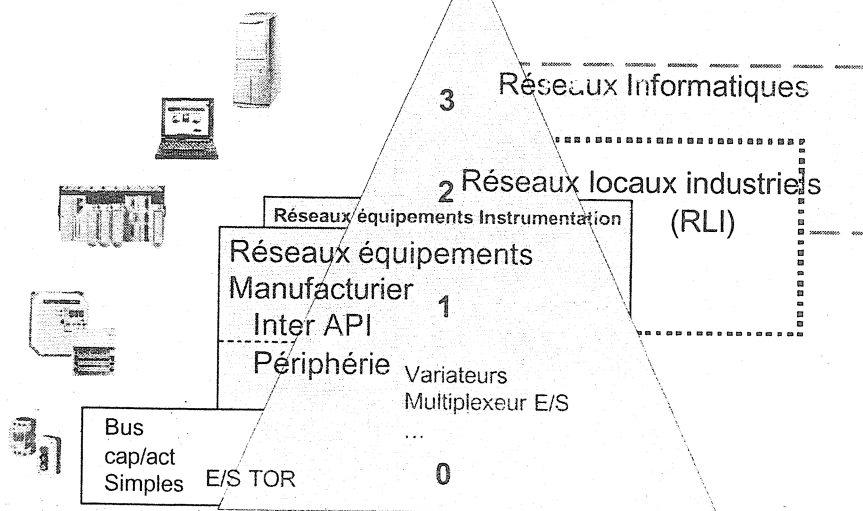 3 Réseaux Informatiques
2 Réseaux locaux industriels
(RLI)
Réseaux équipements Instrumentation
Réseaux équipements
Manufacturier
1
Inter API
Périphérie
Variateurs
Multiplexeur E/S
...
Bus
cap/act
Simples
E/S TOR
0